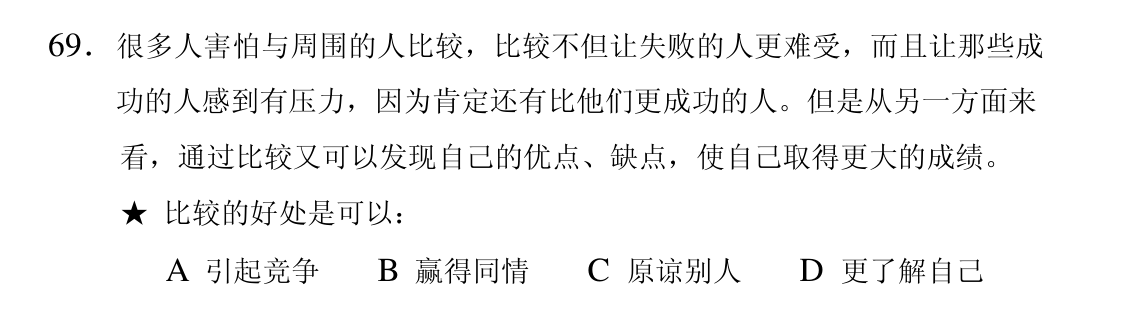 69． 很多人害怕与周围的人比较，比较不但让失败的人更难受，而且让那些成
功的人感到有压力，因为肯定还有比他们更成功的人。但是从另一方面来
看，通过比较又可以发现自己的优点、缺点，使自己取得更大的成绩。
★ 比较的好处是可以：
A 引起竞争 B 赢得同情 C 原谅别人 D 更了解自己